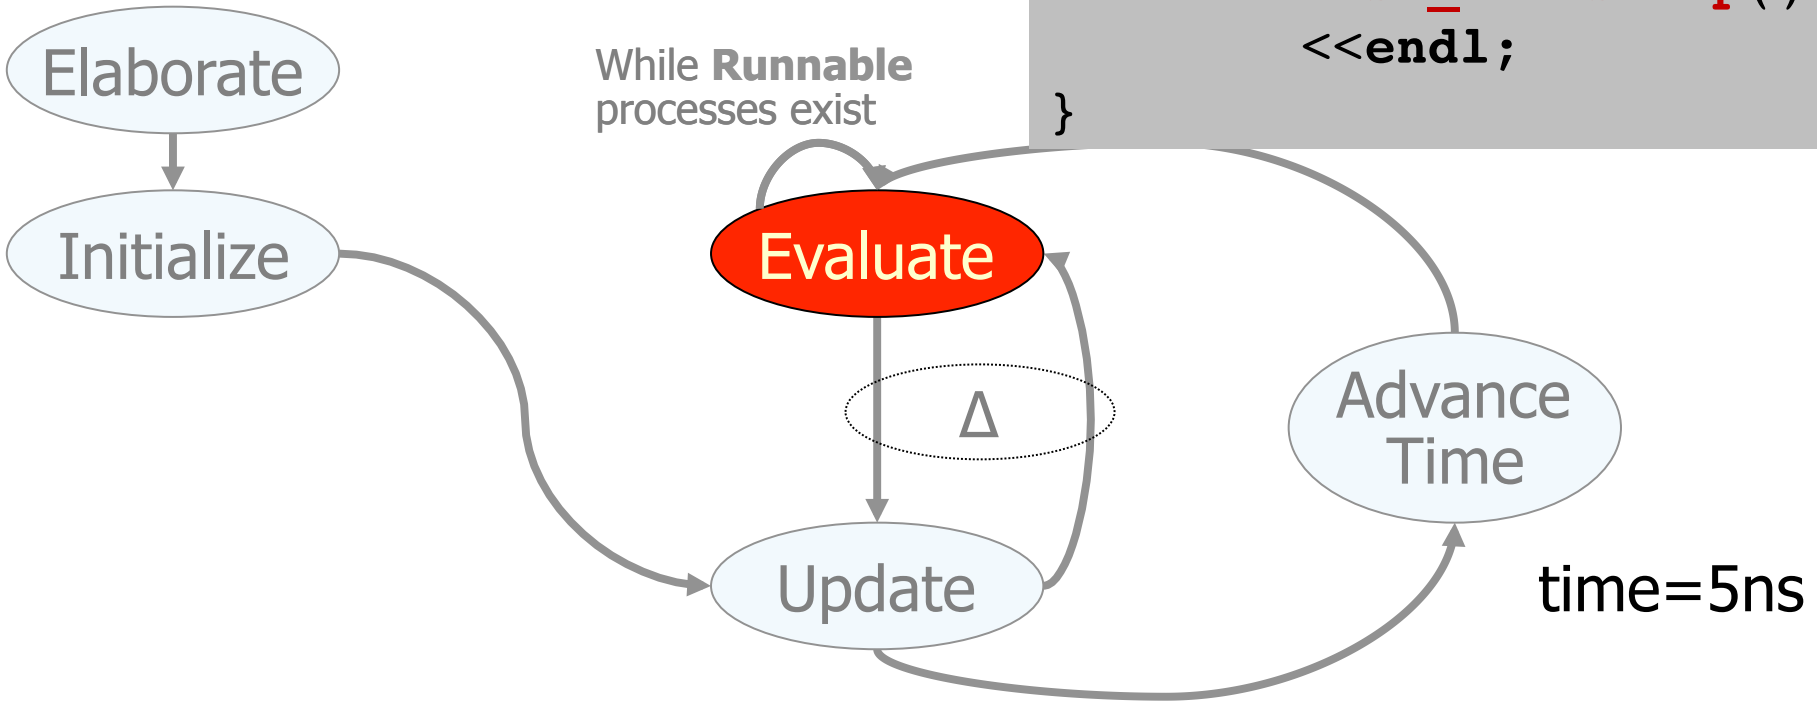 <<endl;
}
While Runnable
processes exist
Elaborate
Initialize
Evaluate
Δ
Advance
Time
Update
time=5ns